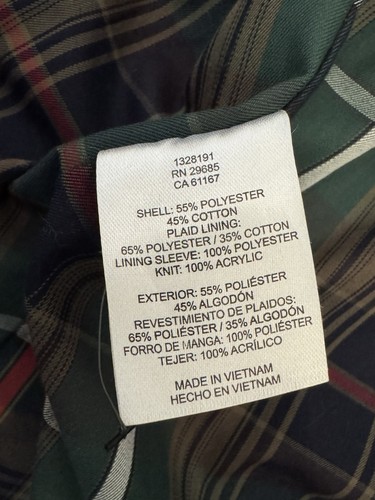 1328191
RN 29685
CA 61167
SHELL: 55% POLYESTER
45% COTTON
PLAID LINING:
65% POLYESTER / 35% COTTON
LINING SLEEVE: 100% POLYESTER
KNIT: 100% ACRYLIC
EXTERIOR: 55% POLIÉSTER
45% ALGODÓN
REVESTIMENTO DE PLAIDOS:
65% POLIÉSTER / 35% ALGODÓN
FORRO DE MANGA: 100% POLIÉSTER
TEJER: 100% ACRÍLICO
MADE IN VIETNAM
HECHO EN VIETNAM